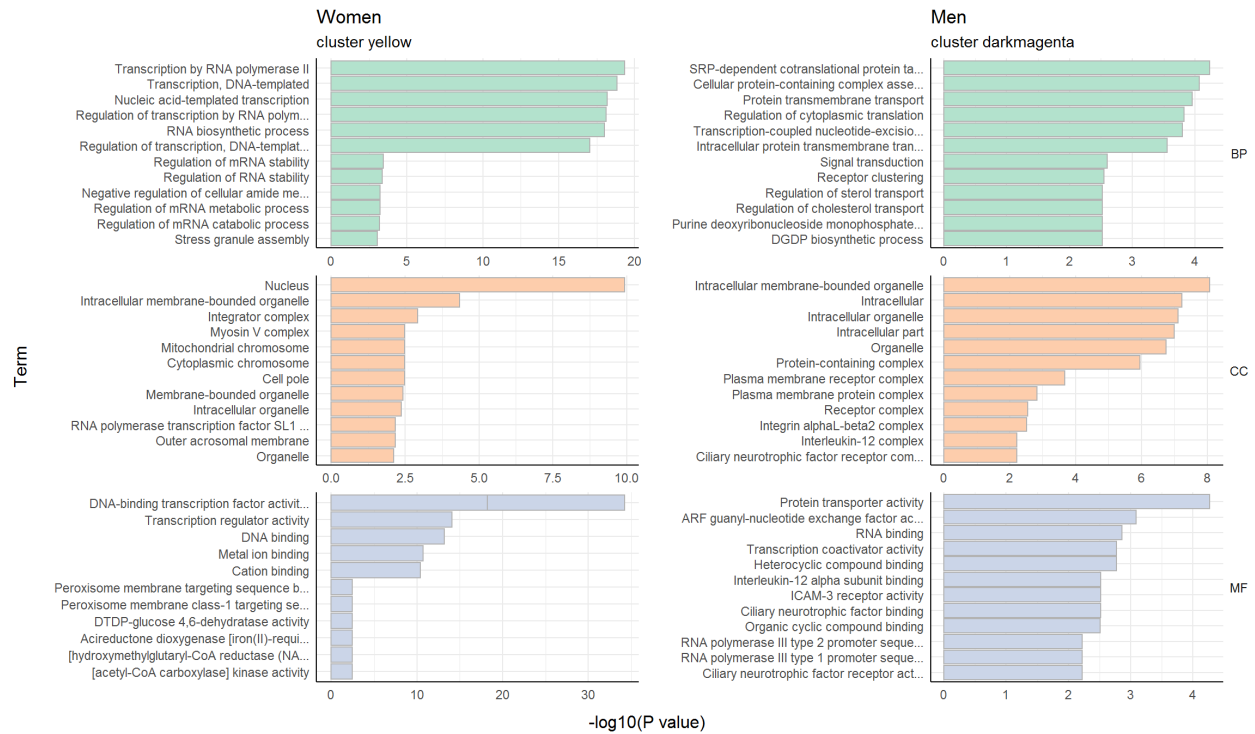 Women
cluster yellow
Transcription by RNA polymerase II
Transcription, DNA-templated
Nucleic acid-templated transcription
Regulation of transcription by RNA polym...
RNA biosynthetic process
Regulation of transcription, DNA-templat...
Regulation of mRNA stability
Regulation of RNA stability
Negative regulation of cellular amide me...
Regulation of mRNA metabolic process
Regulation of mRNA catabolic process
Stress granule assembly
0 5 10 15 20
Nucleus
Intracellular membrane-bounded organelle
Integrator complex
Myosin V complex
Mitochondrial chromosome
Cytoplasmic chromosome
Cell pole
Membrane-bounded organelle
Intracellular organelle
RNA polymerase transcription factor SL1 ...
Outer acrosomal membrane
Organelle
0.0 2.5 5.0 7.5 10.0
DNA-binding transcription factor activit...
Transcription regulator activity
DNA binding
Metal ion binding
Cation binding
Peroxisome membrane targeting sequence b...
Peroxisome membrane class-1 targeting se...
DTDP-glucose 4,6-dehydratase activity
Acireductone dioxygenase [iron(II)-requi...
[hydroxymethylglutaryl-CoA reductase (NA...
[acetyl-CoA carboxylase] kinase activity
0 10 20 30
Men
cluster darkmagenta
SRP-dependent cotranslational protein ta...
Cellular protein-containing complex asse...
Protein transmembrane transport
Regulation of cytoplasmic translation
Transcription-coupled nucleotide-excisio...
Intracellular protein transmembrane tran...
Signal transduction
Receptor clustering
Regulation of sterol transport
Regulation of cholesterol transport
Purine deoxyribonucleoside monophosphate...
DGDP biosynthetic process
0 1 2 3 4
BP
Intracellular membrane-bounded organelle
Intracellular
Intracellular organelle
Intracellular part
Organelle
Protein-containing complex
Plasma membrane receptor complex
Plasma membrane protein complex
Receptor complex
Integrin alphaL-beta2 complex
Interleukin-12 complex
Ciliary neurotrophic factor receptor com...
0 2 4 6 8
CC
Protein transporter activity
ARF guanyl-nucleotide exchange factor ac...
RNA binding
Transcription coactivator activity
Heterocyclic compound binding
Interleukin-12 alpha subunit binding
ICAM-3 receptor activity
Ciliary neurotrophic factor binding
Organic cyclic compound binding
RNA polymerase III type 2 promoter seque...
RNA polymerase III type 1 promoter seque...
Ciliary neurotrophic factor receptor act...
0 1 2 3 4
MF
Term
-log10(P value)